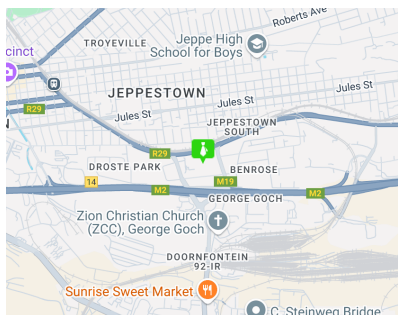 Roberts Ave
TROYEVILLE
Jeppe High
School for Boys
cinct
JEPPESTOWN
Jules St
Jules St
R29
Jules St
JEPPESTOWN
SOUTH
N
R29
DROSTE PARK
BENROSE
14
M2
M19
M2
GEORGE GOCH
Zion Christian Church
(ZCC), George Goch
DOORNFONTEIN
92-IR
Sunrise Sweet Market
C. Steinweg Bridge